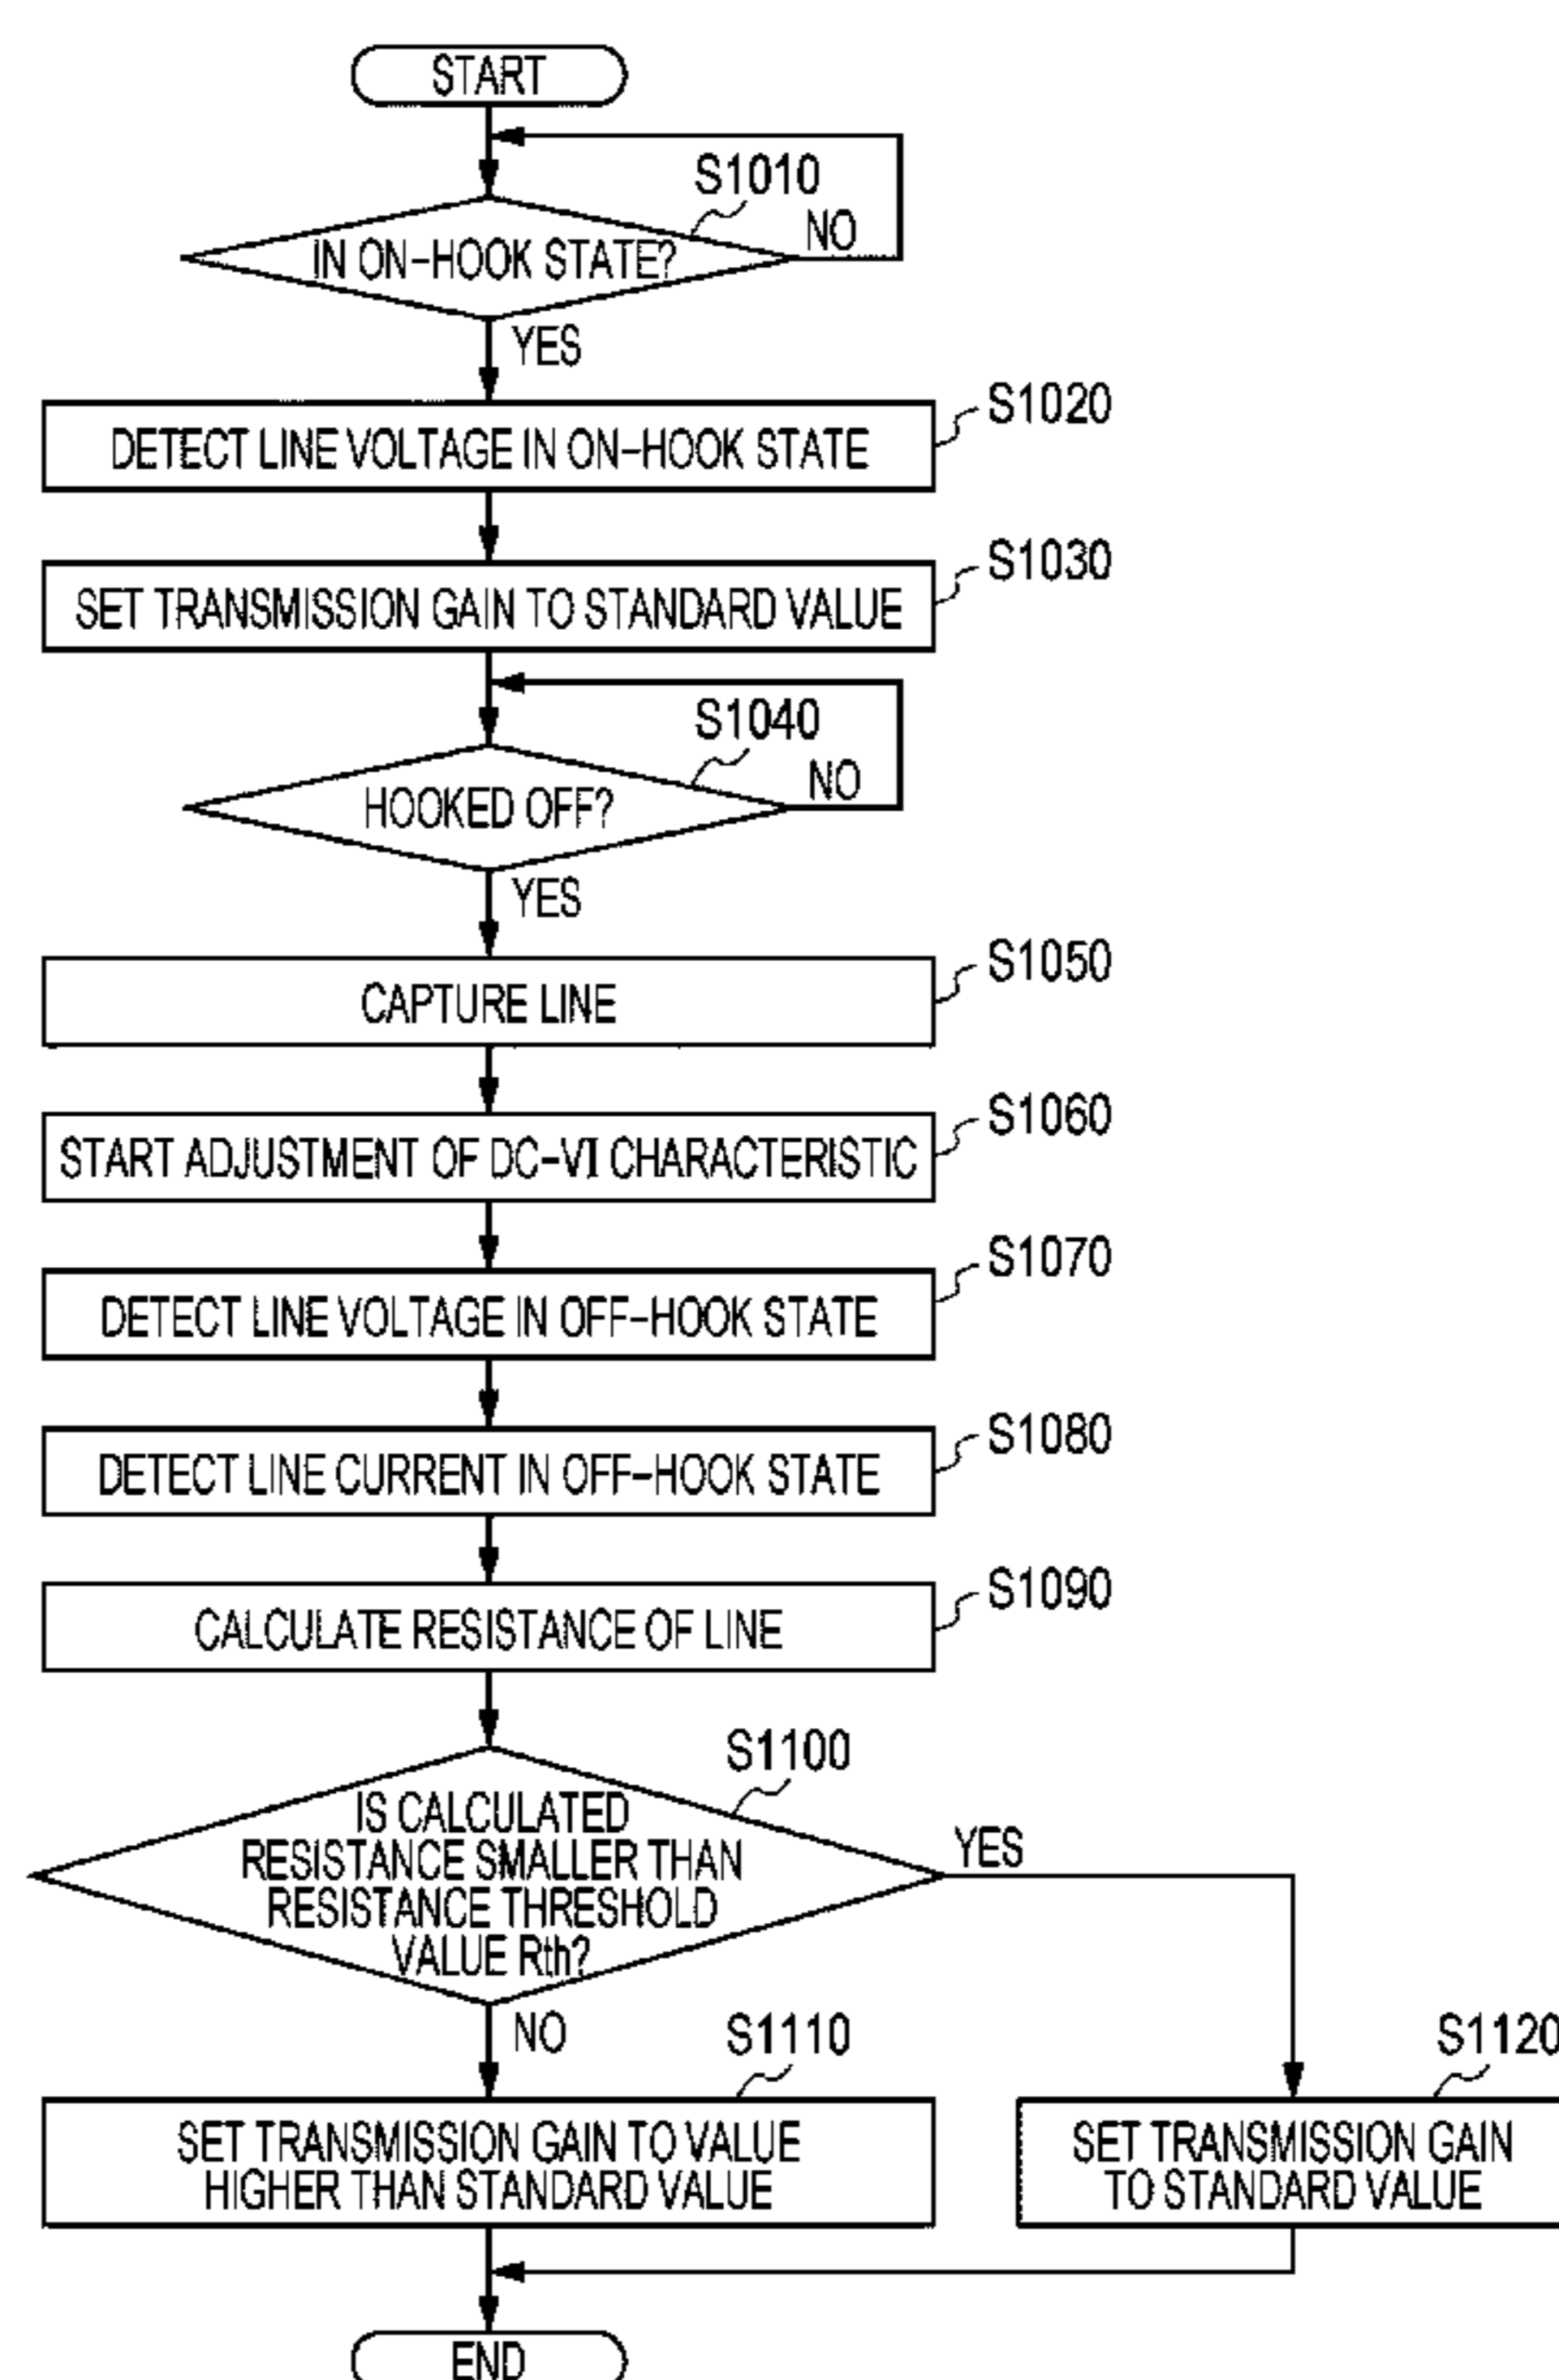 START
S1010
IN ON-HOOK STATE?
NO
YES
S1020
DETECT LINE VOLTAGE IN ON-HOOK STATE
S1030
SET TRANSMISSION GAIN TO STANDARD VALUE
S1040
HOOKED OFF?
NO
YES
S1050
CAPTURE LINE
S1060
START ADJUSTMENT OF DC-VI CHARACTERISTIC
S1070
DETECT LINE VOLTAGE IN OFF-HOOK STATE
S1080
DETECT LINE CURRENT IN OFF-HOOK STATE
S1090
CALCULATE RESISTANCE OF LINE
S1100
IS CALCULATED
RESISTANCE SMALLER THAN
RESISTANCE THRESHOLD
VALUE Rth?
YES
NO
S1110
SET TRANSMISSION GAIN TO VALUE
HIGHER THAN STANDARD VALUE
S1120
SET TRANSMISSION GAIN
TO STANDARD VALUE
END